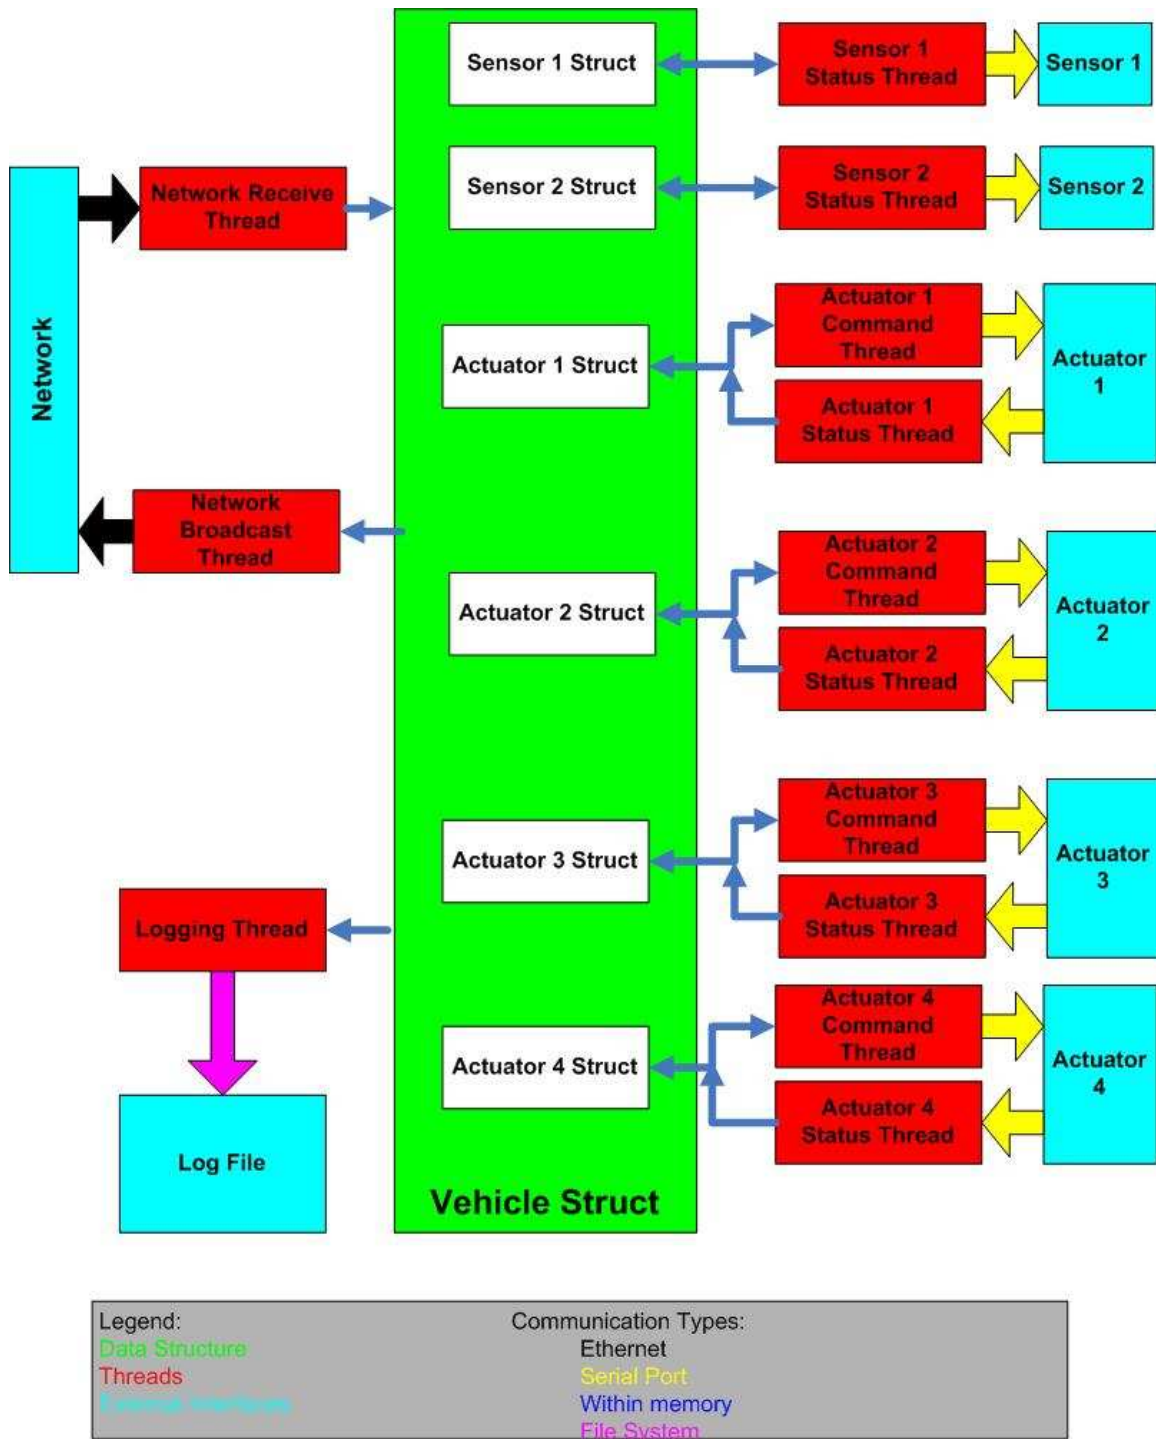 Sensor 1 Struct
Sensor 1
Status Thread
Sensor 1
Sensor 2 Struct
Sensor 2
Status Thread
Sensor 2
Network Receive
Thread
Network
Actuator 1
Command
Thread
Actuator 1 Struct
Actuator
1
Actuator 1
Status Thread
Network
Broadcast
Thread
Actuator 2
Command
Thread
Actuator 2 Struct
Actuator
2
Actuator 2
Status Thread
Actuator 3
Command
Thread
Actuator 3 Struct
Actuator
3
Actuator 3
Status Thread
Logging Thread
Actuator 4
Command
Thread
Actuator 4 Struct
Actuator
4
Actuator 4
Status Thread
Log File
Vehicle Struct
Legend:
Data Structure
Threads
External Interfaces
Communication Types:
Ethernet
Serial Port
Within memory
File System